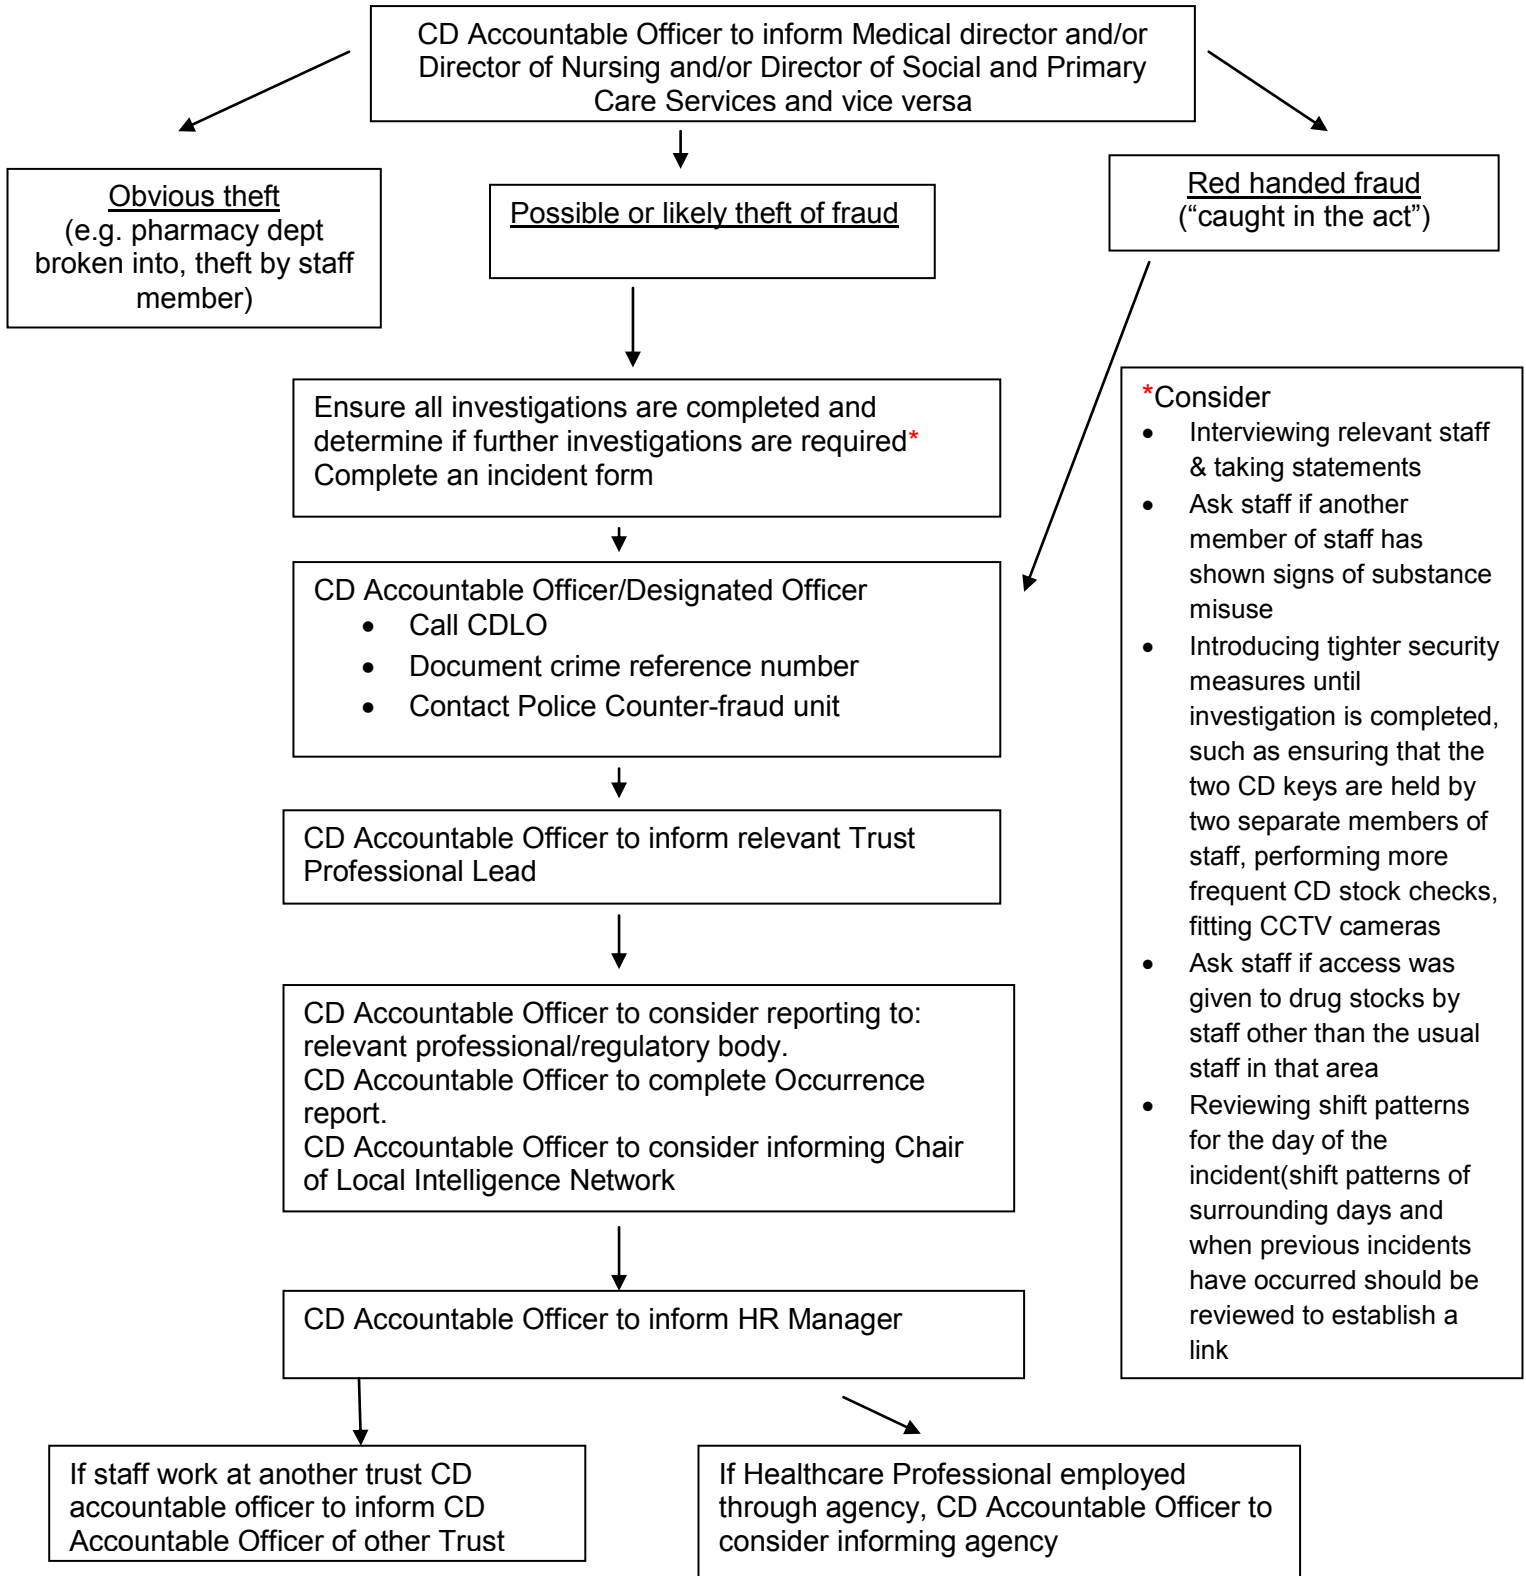 CD Accountable Officer to inform Medical director and/or
Director of Nursing and/or Director of Social and Primary
Care Services and vice versa
Obvious theft
(e.g. pharmacy dept
broken into, theft by staff
member)
Possible or likely theft of fraud
Red handed fraud
(“caught in the act”)
Ensure all investigations are completed and
determine if further investigations are required*
Complete an incident form
CD Accountable Officer/Designated Officer
• Call CDLO
• Document crime reference number
• Contact Police Counter-fraud unit
CD Accountable Officer to inform relevant Trust
Professional Lead
CD Accountable Officer to consider reporting to:
relevant professional/regulatory body.
CD Accountable Officer to complete Occurrence
report.
CD Accountable Officer to consider informing Chair
of Local Intelligence Network
CD Accountable Officer to inform HR Manager
If staff work at another trust CD
accountable officer to inform CD
Accountable Officer of other Trust
If Healthcare Professional employed
through agency, CD Accountable Officer to
consider informing agency
*Consider
• Interviewing relevant staff
& taking statements
• Ask staff if another
member of staff has
shown signs of substance
misuse
• Introducing tighter security
measures until
investigation is completed,
such as ensuring that the
two CD keys are held by
two separate members of
staff, performing more
frequent CD stock checks,
fitting CCTV cameras
• Ask staff if access was
given to drug stocks by
staff other than the usual
staff in that area
• Reviewing shift patterns
for the day of the
incident(shift patterns of
surrounding days and
when previous incidents
have occurred should be
reviewed to establish a
link